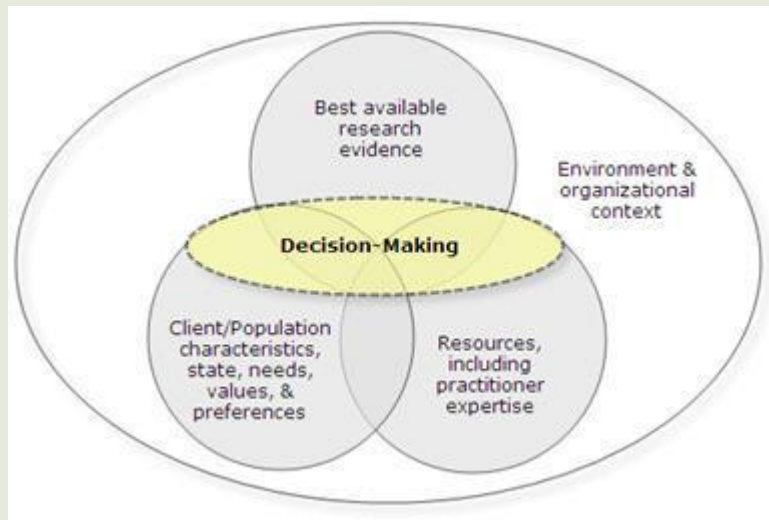 Best available
research
evidence
Environment &
organizational
context
Decision-Making
Client/Population
characteristics,
state, needs,
values, &
preferences
Resources,
including
practitioner
expertise